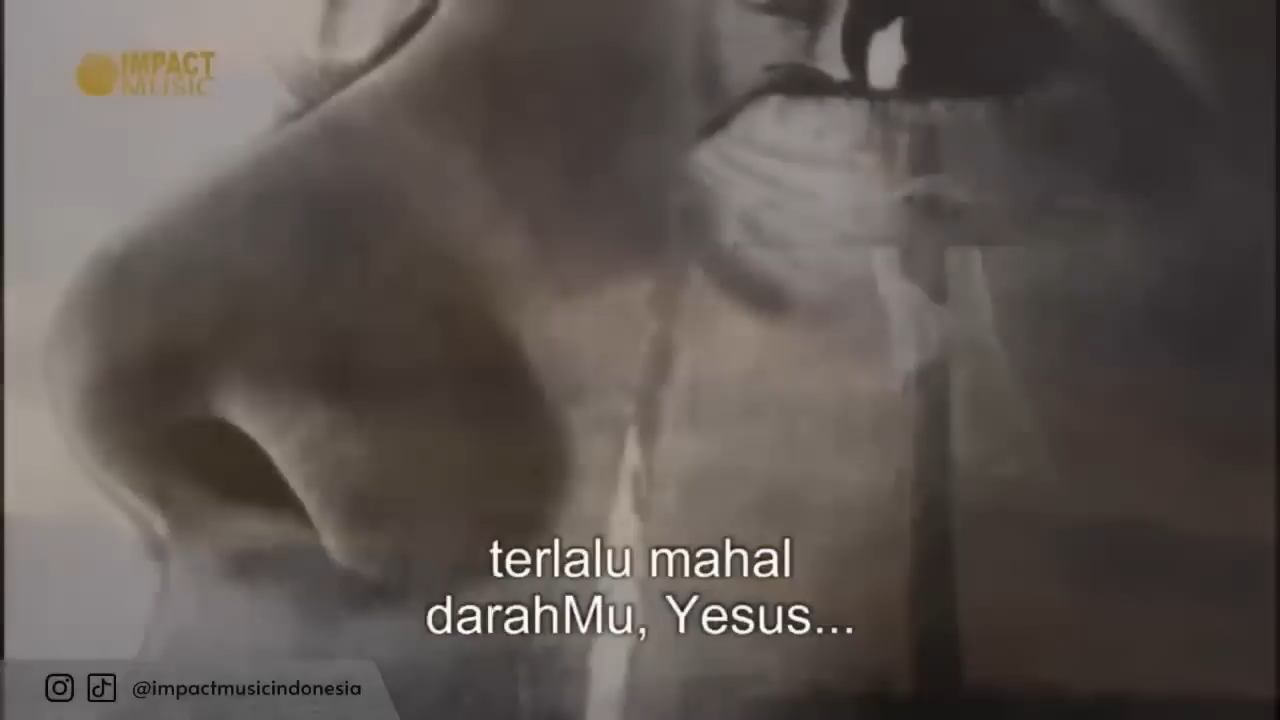 IMPACT
MUSIC
terlalu mahal
darahMu, Yesus...
@impactmusicindonesia